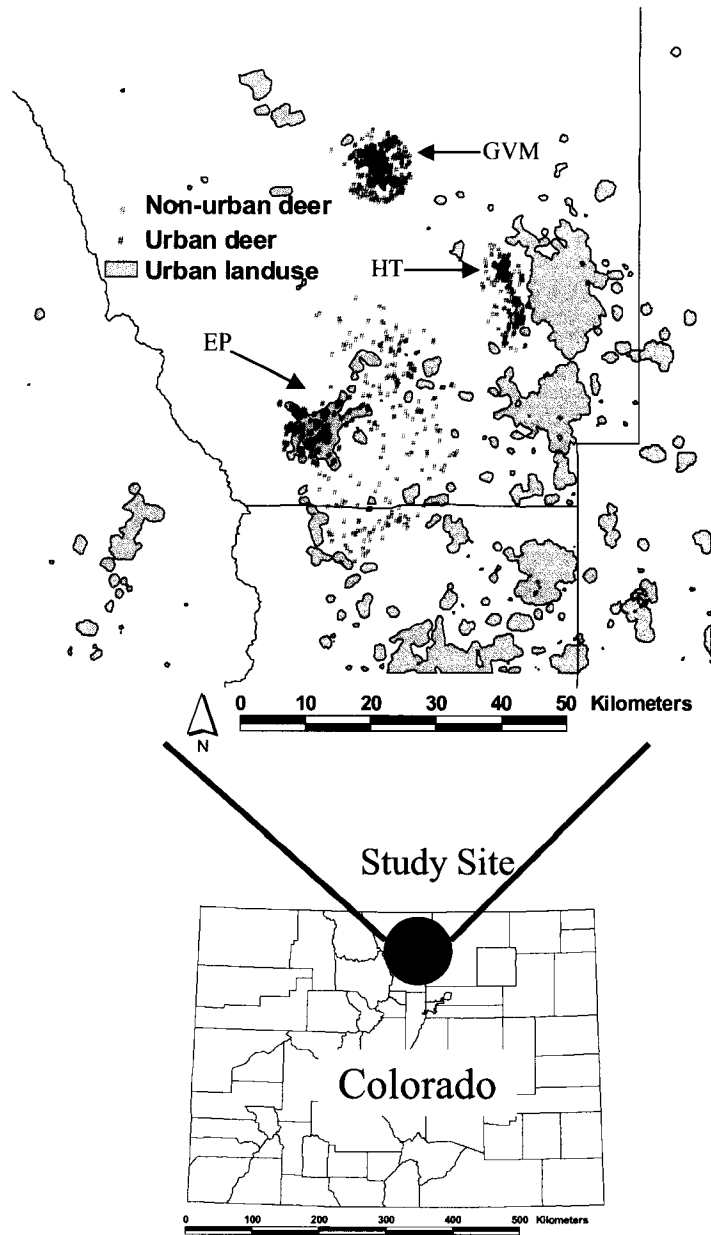 GVM
Non-urban deer
Urban deer
Urban landuse
HT
EP
N
0 10 20 30 40 50 Kilometers
Study Site
Colorado
0 100 200 300 400 500 Kilometers